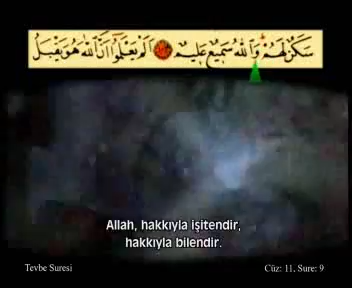 سَكَنٌ لَهُمْ وَاللّٰهُ سَمِيعٌ عَلِيمٌ اَلَمْ يَعْلَمُٓوا اَنَّ اللّٰهَ هُوَ يَقْبَلُ
Allah, hakkıyla işitendir,
hakkıyla bilendir.
Tevbe Suresi
Cüz: 11, Sure: 9